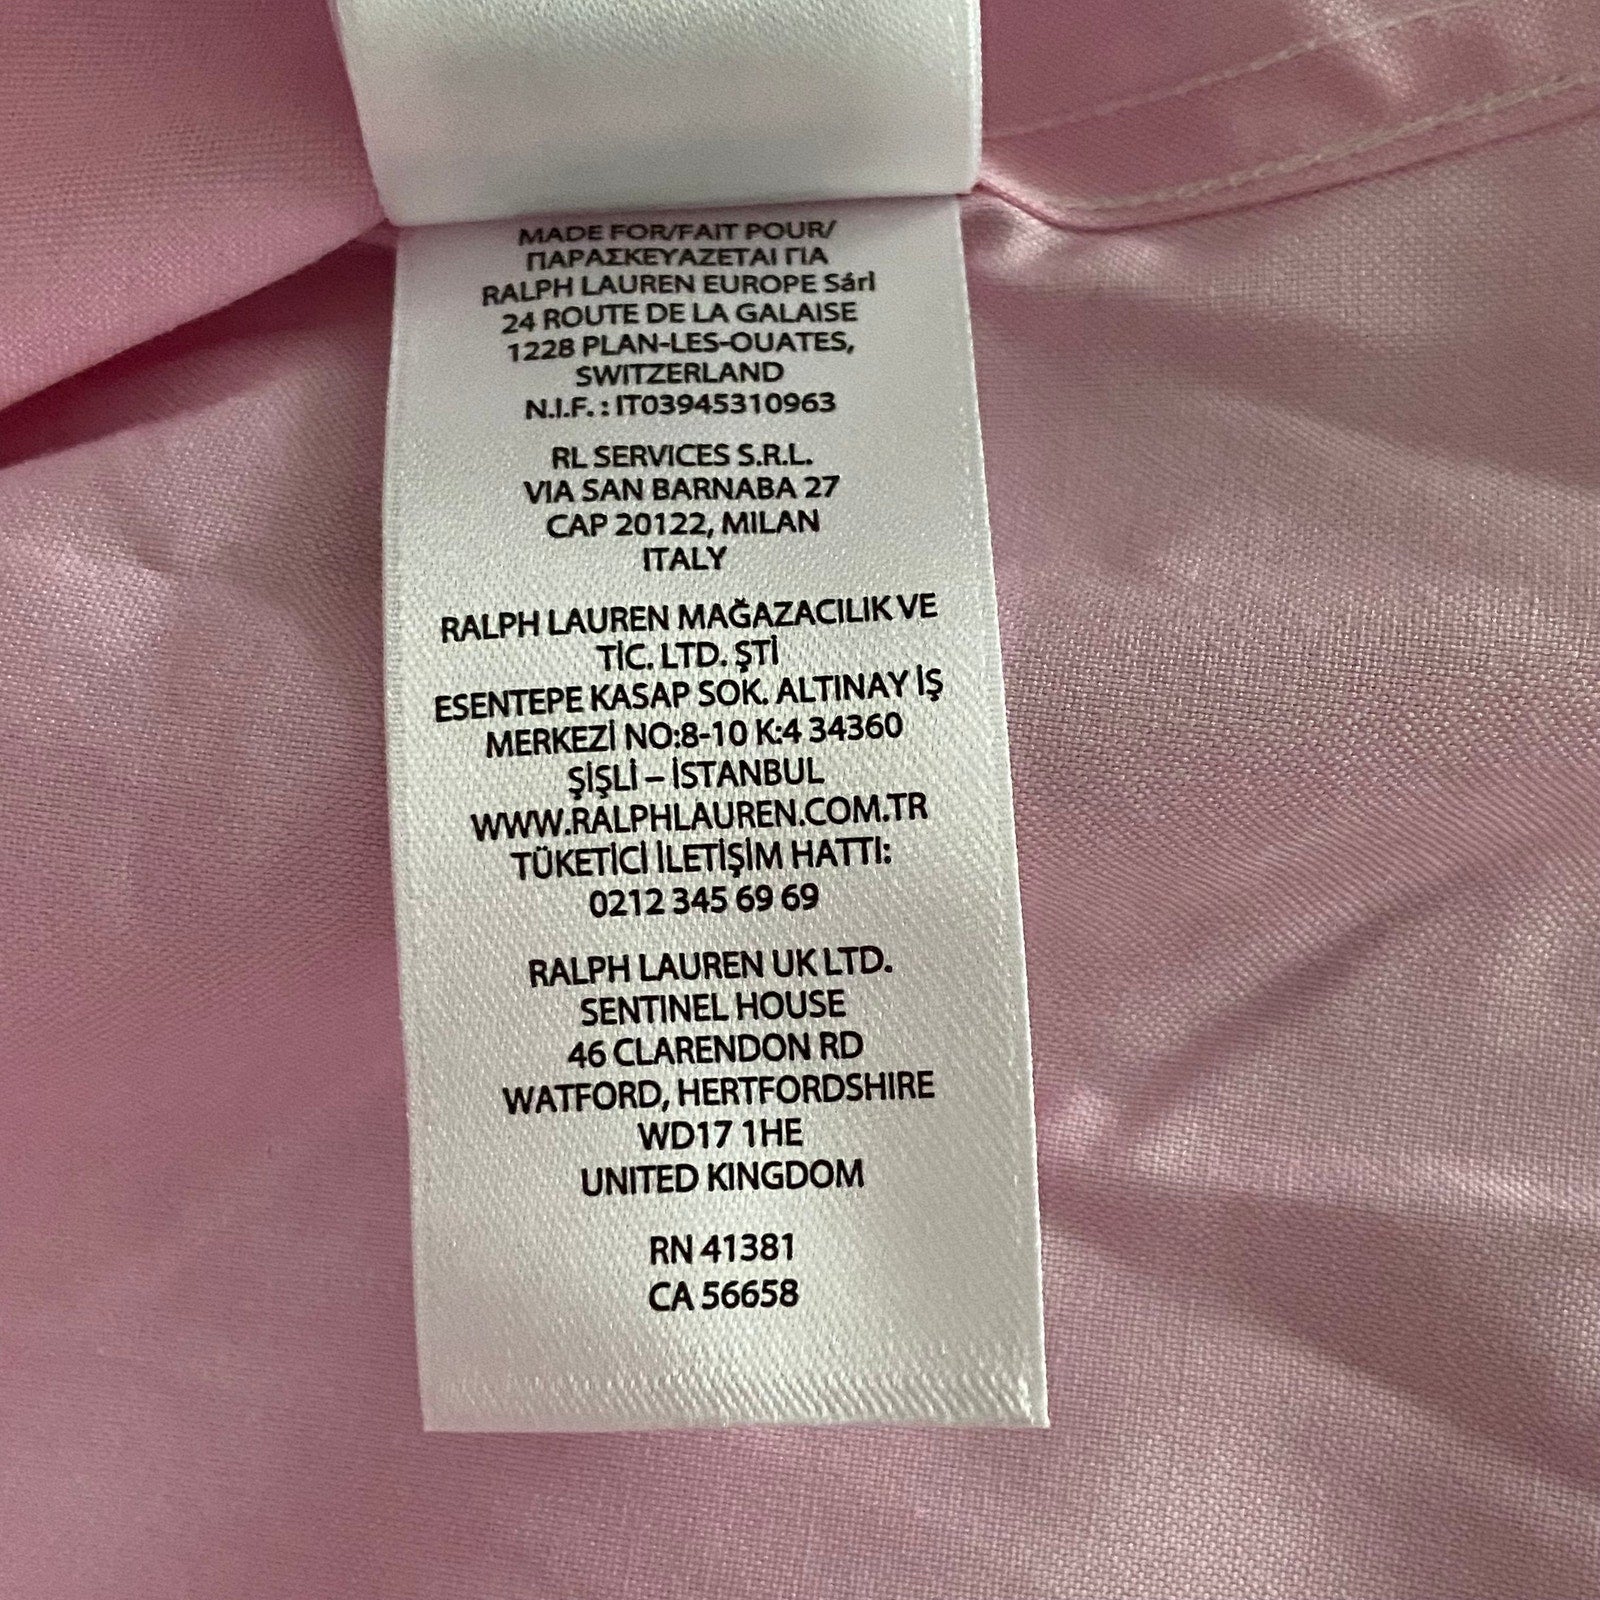 MADE FOR/FAIT POUR/
ΠΑΡΑΣΚΕΥΑΖΕΤΑΙ ΓΙΑ
RALPH LAUREN EUROPE Sárl
24 ROUTE DE LA GALAISE
1228 PLAN-LES-OUATES,
SWITZERLAND
N.I.F. : IT03945310963
RL SERVICES S.R.L.
VIA SAN BARNABA 27
CAP 20122, MILAN
ITALY
RALPH LAUREN MAĞAZACILIK VE
TİC. LTD. ŞTİ
ESENTEPE KASAP SOK. ALTINAY İŞ
MERKEZİ NO:8-10 K:4 34360
ŞİŞLİ – İSTANBUL
WWW.RALPHLAUREN.COM.TR
TÜKETİCİ İLETİŞİM HATTI:
0212 345 69 69
RALPH LAUREN UK LTD.
SENTINEL HOUSE
46 CLARENDON RD
WATFORD, HERTFORDSHIRE
WD17 1HE
UNITED KINGDOM
RN 41381
CA 56658